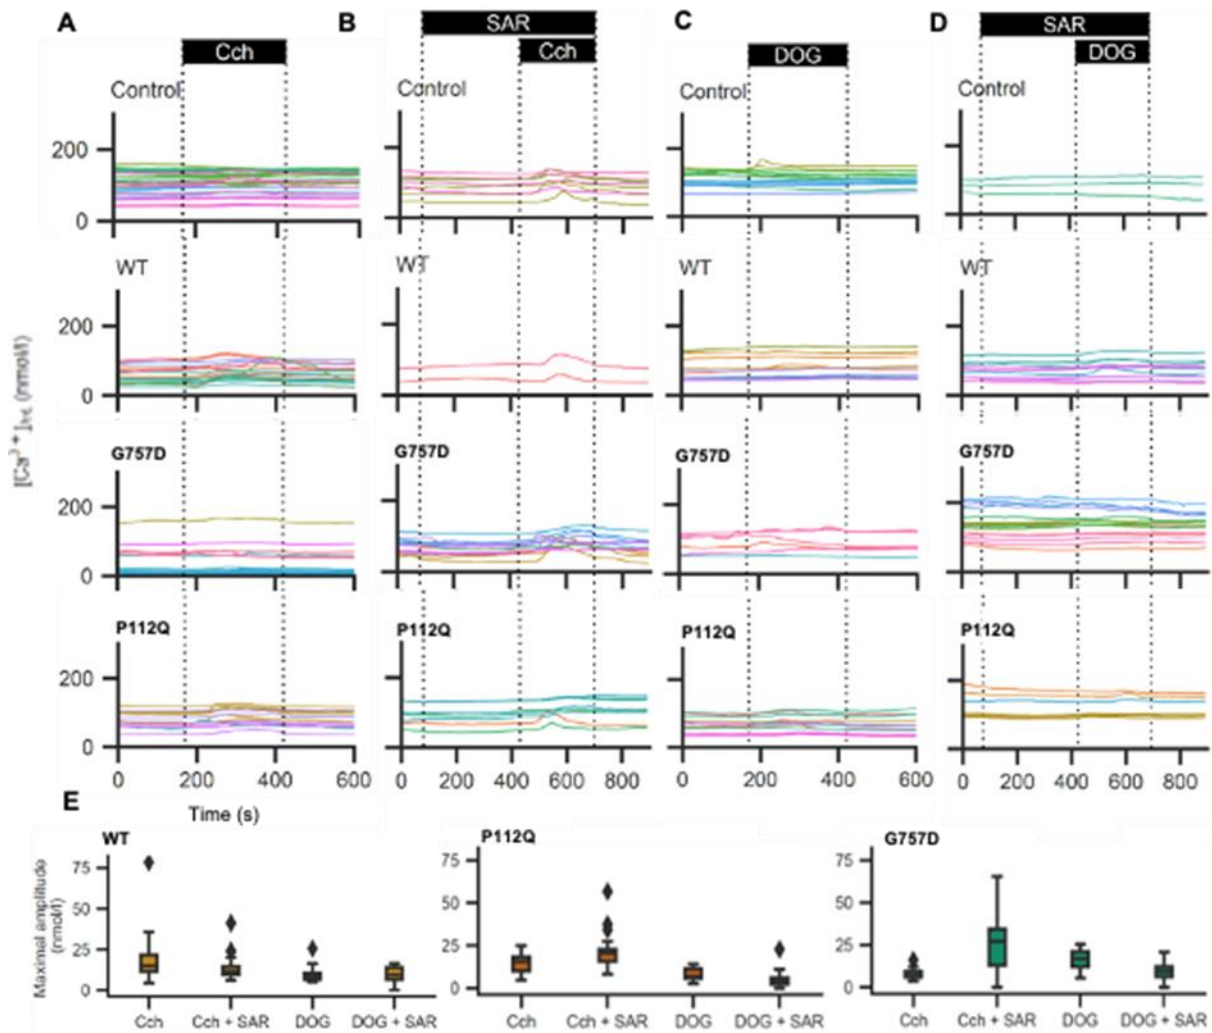 A B C D
SAR SAR
Cch Cch DOG DOG
Control Control Control Control
200
0
WT WT WT WT
200
0
G757D G757D G757D G757D
200
0
P112Q P112Q P112Q P112Q
200
0
0 200 400 600 0 200 400 600 800 0 200 400 600 0 200 400 600 800
Time (s)
(nmol/l)
E
WT P112Q G757D
Maximal amplitude
(nmol/l)
75 75 75
50 50 50
25 25 25
0 0 0
Cch Cch + SAR DOG DOG + SAR Cch Cch + SAR DOG DOG + SAR Cch Cch + SAR DOG DOG + SAR